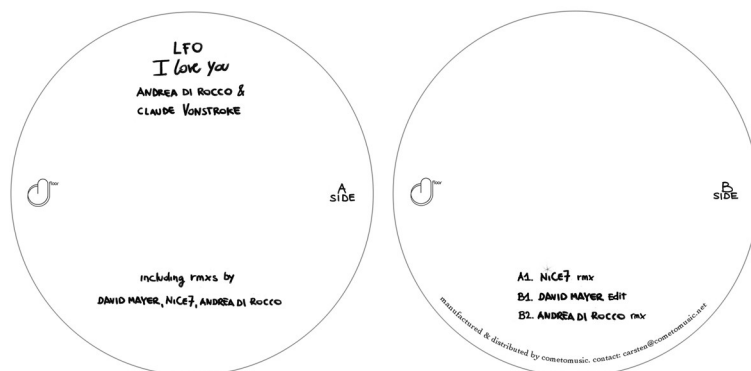 LFO
I love you
ANDREA DI ROCCO &
CLAUDE VONSTROKE
floor
A
SIDE
including rmxs by
DAVID MAYER, NiCE7, ANDREA DI ROCCO
floor
B
SIDE
A1. NiCE7 rmx
B1. DAVID MAYER Edit
B2. ANDREA DI ROCCO rmx
manufactured & distributed by cometomusic. contact: carsten@cometomusic.net